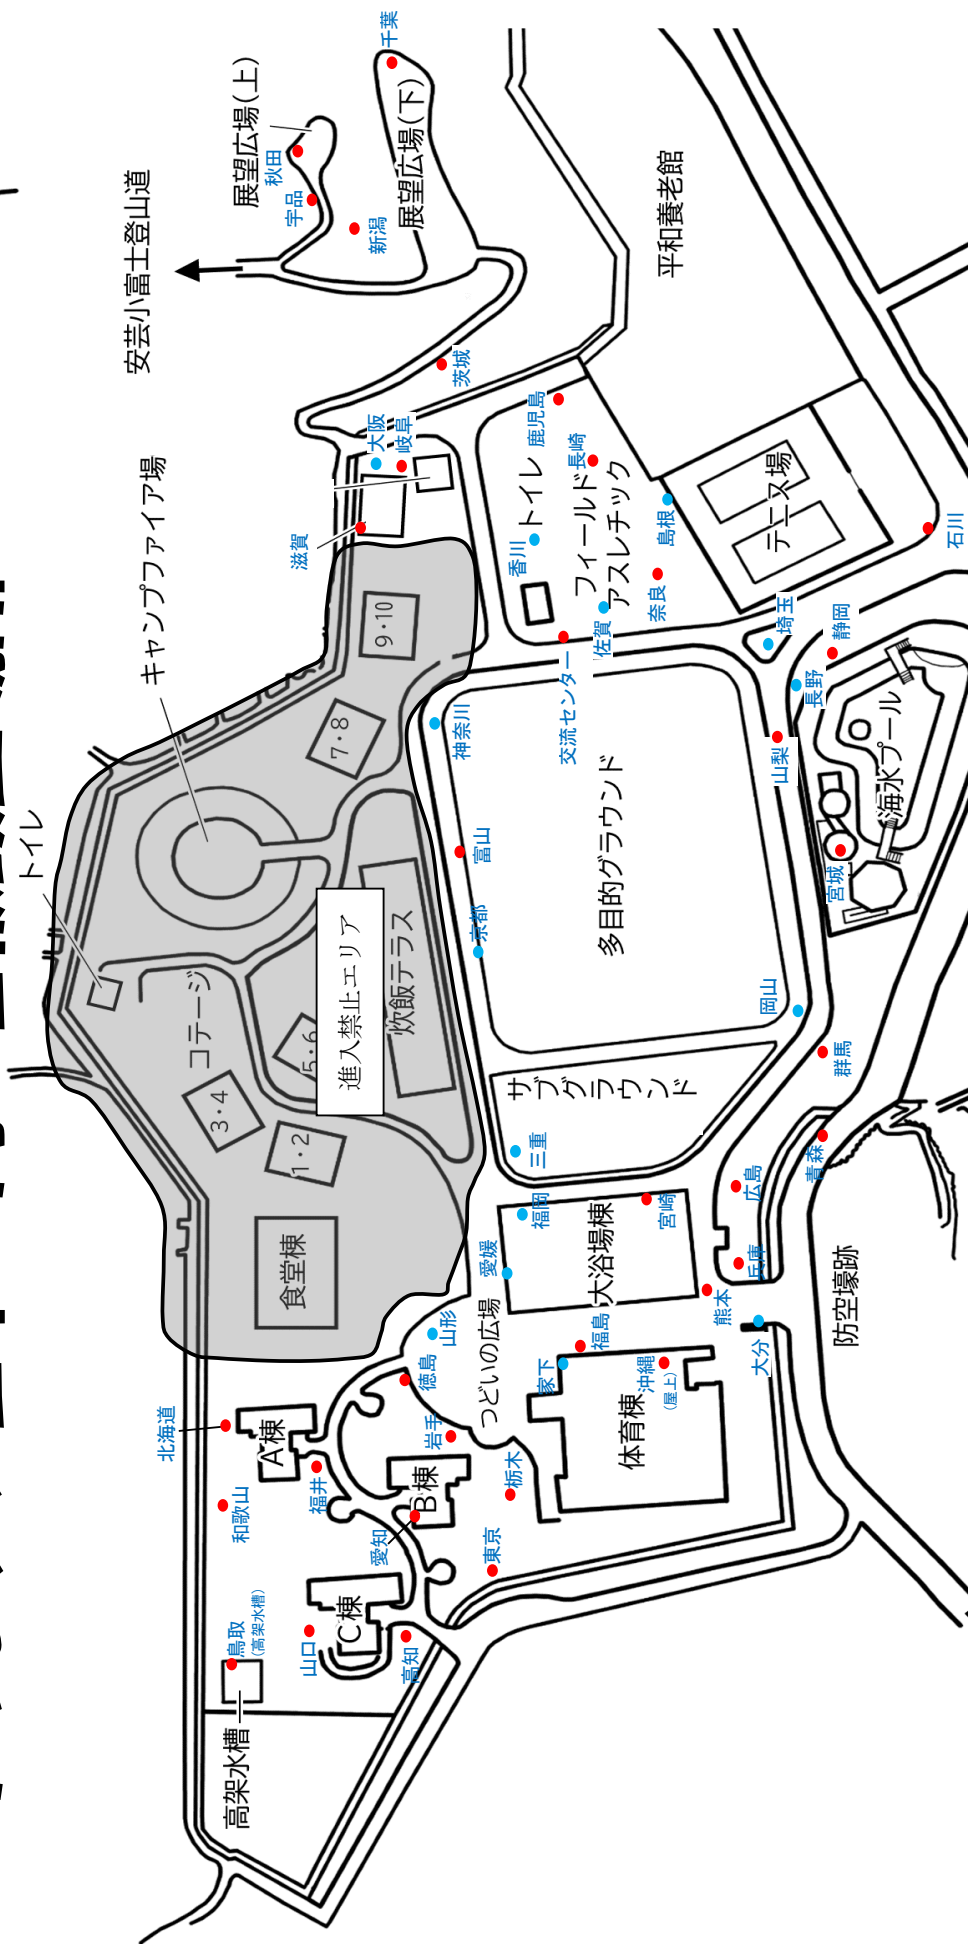 安芸小富士登山道
展望広場(上)
展望広場(下)
千葉
秋田
宇品
新潟
茨城
平和養老館
キャンプファイア場
トイレ
滋賀
大阪
岐阜
鹿児島
長崎
トイレ
香川
フィールド
アスレチック
島根
奈良
佐賀
交流センター
テニス場
石川
埼玉
静岡
長野
山梨
海水プール
宮城
9・10
7・8
神奈川
富山
京都
多目的グラウンド
岡山
群馬
コテージ
5・6
進入禁止エリア
炊飯テラス
3・4
1・2
食堂棟
サブ
グラ
ウンド
三重
福岡
愛媛
大浴場棟
宮崎
広島
青森
兵庫
熊本
大分
防空壕跡
つどいの広場
山形
徳島
岩手
福島
家下
沖縄
(屋上)
体育棟
栃木
東京
北海道
A棟
和歌山
福井
B棟
愛知
C棟
山口
高知
鳥取
(高架水槽)
高架水槽